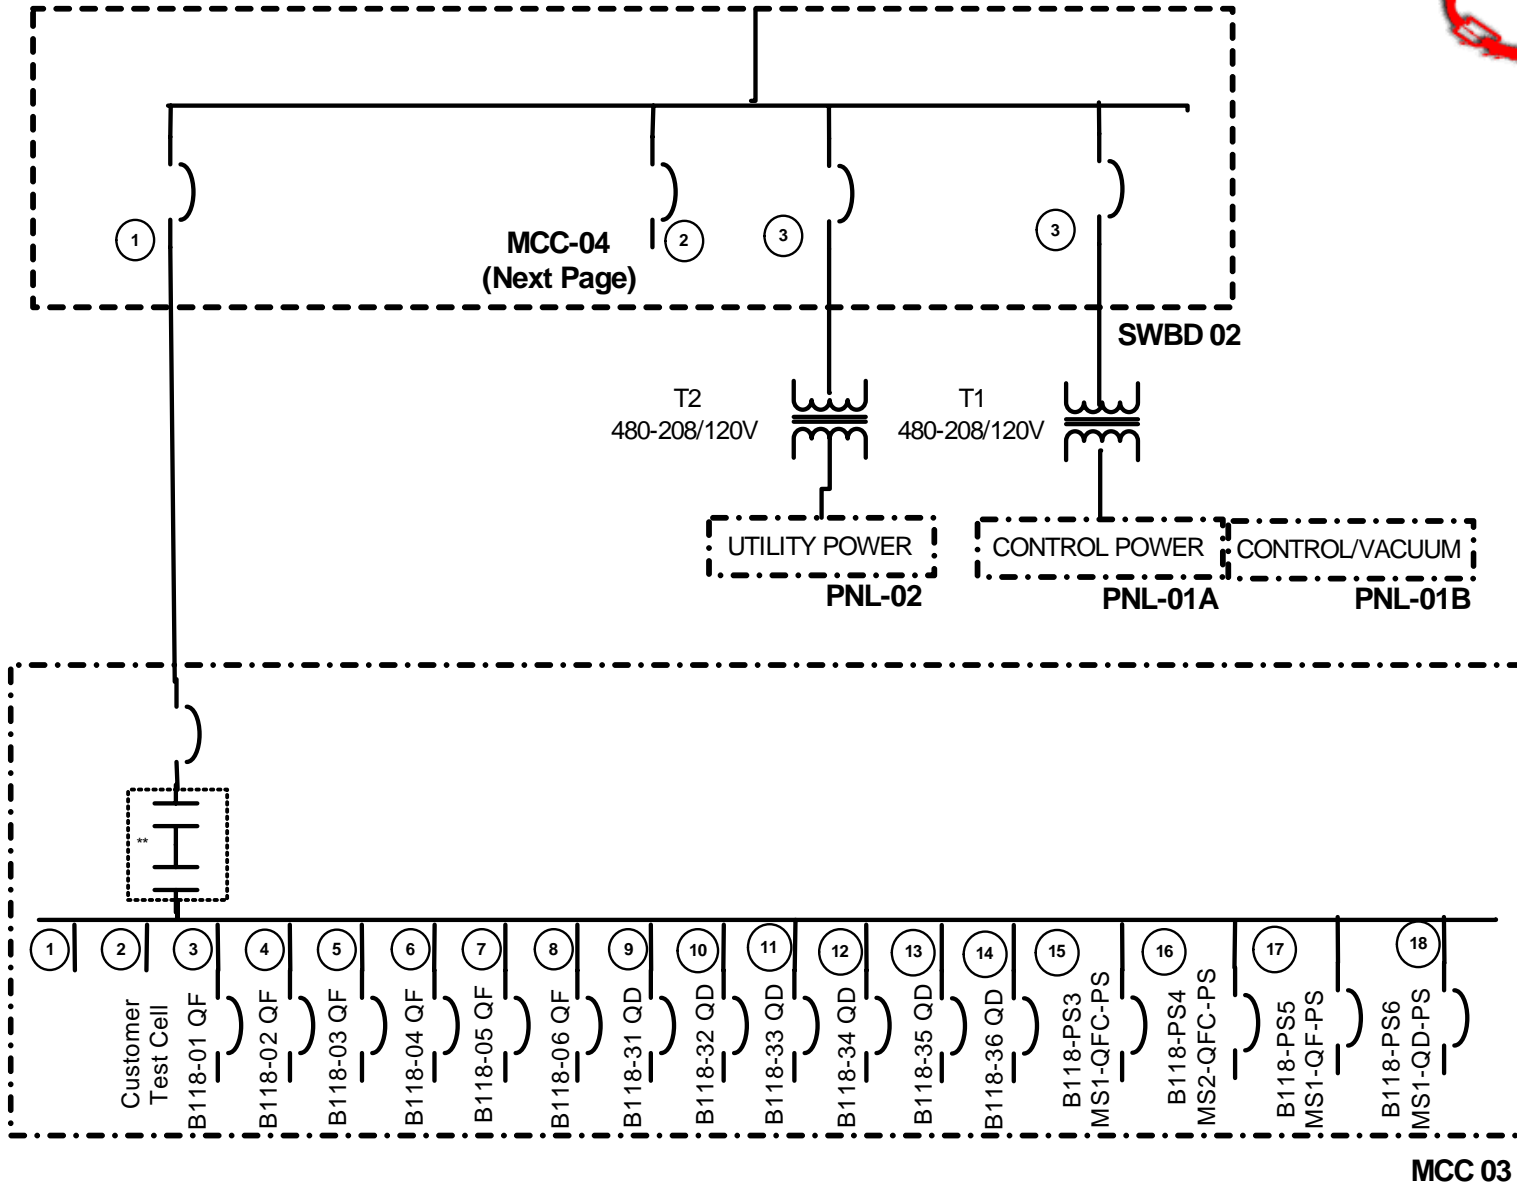 1
MCC-04
(Next Page)
2
3
3
SWBD 02
T2
480-208/120V
T1
480-208/120V
UTILITY POWER
CONTROL POWER
CONTROL/VACUUM
PNL-02
PNL-01A
PNL-01B
**
1
2
3
4
5
6
7
8
9
10
11
12
13
14
15
16
17
18
Customer
Test Cell
B118-01 QF
B118-02 QF
B118-03 QF
B118-04 QF
B118-05 QF
B118-06 QF
B118-31 QD
B118-32 QD
B118-33 QD
B118-34 QD
B118-35 QD
B118-36 QD
B118-PS3
MS1-QFC-PS
B118-PS4
MS2-QFC-PS
B118-PS5
MS1-QF-PS
B118-PS6
MS1-QD-PS
MCC 03